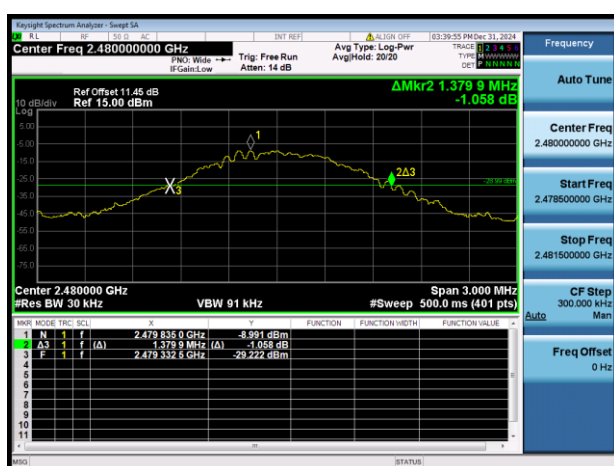 Keysight Spectrum Analyzer - Swept SA
RL RF 50 Ω AC INT REF ALIGN OFF 03:39:55 PM Dec 31, 2024
Center Freq 2.480000000 GHz
PNO: Wide Trig: Free Run
IFGain:Low Atten: 14 dB
Avg Type: Log-Pwr
Avg|Hold: 20/20
TRACE 1 2 3 4 5 6
TYPE M WWWWW
DET P N N N N N
Frequency
Auto Tune
Center Freq
2.480000000 GHz
Start Freq
2.478500000 GHz
Stop Freq
2.481500000 GHz
CF Step
300.000 kHz
Auto Man
Freq Offset
0 Hz
Ref Offset 11.45 dB
10 dB/div Ref 15.00 dBm
ΔMkr2 1.379 9 MHz
-1.058 dB
Log
5.00
-5.00
-15.0
-25.0
-35.0
-45.0
-55.0
-65.0
-75.0
1
2Δ3
3
-28.99 dBm
Center 2.480000 GHz Span 3.000 MHz
#Res BW 30 kHz VBW 91 kHz #Sweep 500.0 ms (401 pts)
MKR MODE TRC SCL X Y FUNCTION FUNCTION WIDTH FUNCTION VALUE
1 N 1 f 2.479 835 0 GHz -8.991 dBm
2 Δ3 1 f (Δ) 1.379 9 MHz (Δ) -1.058 dB
3 F 1 f 2.479 332 5 GHz -29.222 dBm
4
5
6
7
8
9
10
11
MSG STATUS